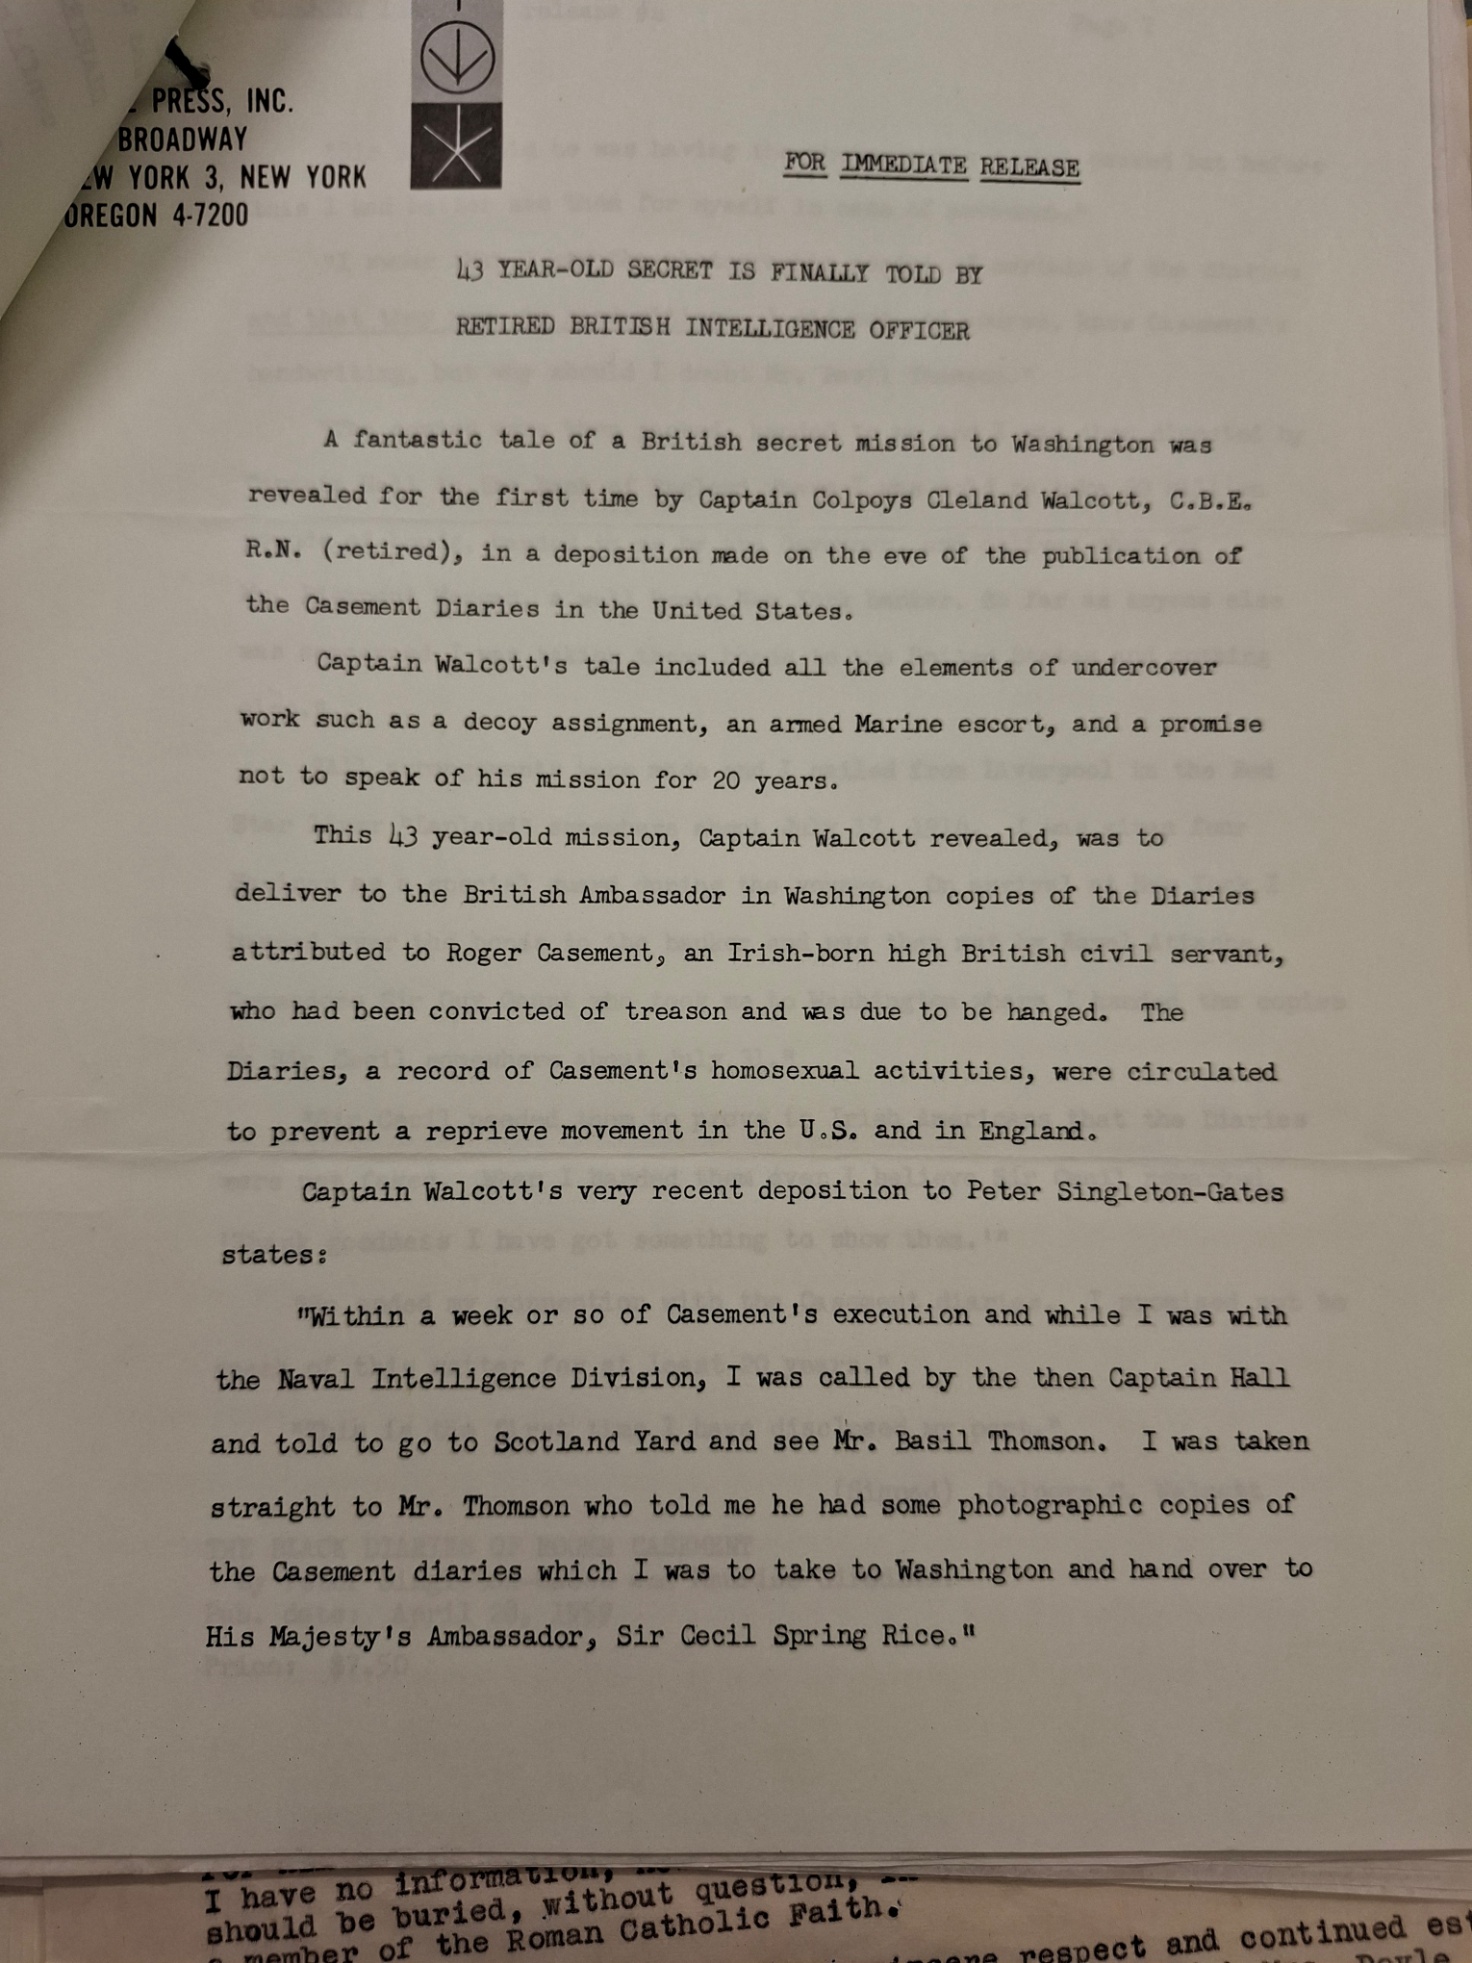 PRESS, INC.
BROADWAY
EW YORK 3, NEW YORK
OREGON 4-7200
FOR IMMEDIATE RELEASE
43 YEAR-OLD SECRET IS FINALLY TOLD BY
RETIRED BRITISH INTELLIGENCE OFFICER
A fantastic tale of a British secret mission to Washington was
revealed for the first time by Captain Colpoys Cleland Walcott, C.B.E.
R.N. (retired), in a deposition made on the eve of the publication of
the Casement Diaries in the United States.
Captain Walcott's tale included all the elements of undercover
work such as a decoy assignment, an armed Marine escort, and a promise
not to speak of his mission for 20 years.
This 43 year-old mission, Captain Walcott revealed, was to
deliver to the British Ambassador in Washington copies of the Diaries
attributed to Roger Casement, an Irish-born high British civil servant,
who had been convicted of treason and was due to be hanged. The
Diaries, a record of Casement's homosexual activities, were circulated
to prevent a reprieve movement in the U.S. and in England.
Captain Walcott's very recent deposition to Peter Singleton-Gates
states:
"Within a week or so of Casement's execution and while I was with
the Naval Intelligence Division, I was called by the then Captain Hall
and told to go to Scotland Yard and see Mr. Basil Thomson. I was taken
straight to Mr. Thomson who told me he had some photographic copies of
the Casement diaries which I was to take to Washington and hand over to
His Majesty's Ambassador, Sir Cecil Spring Rice."
I have no information,
should be buried, without question,
member of the Roman Catholic Faith.
respect and continued est